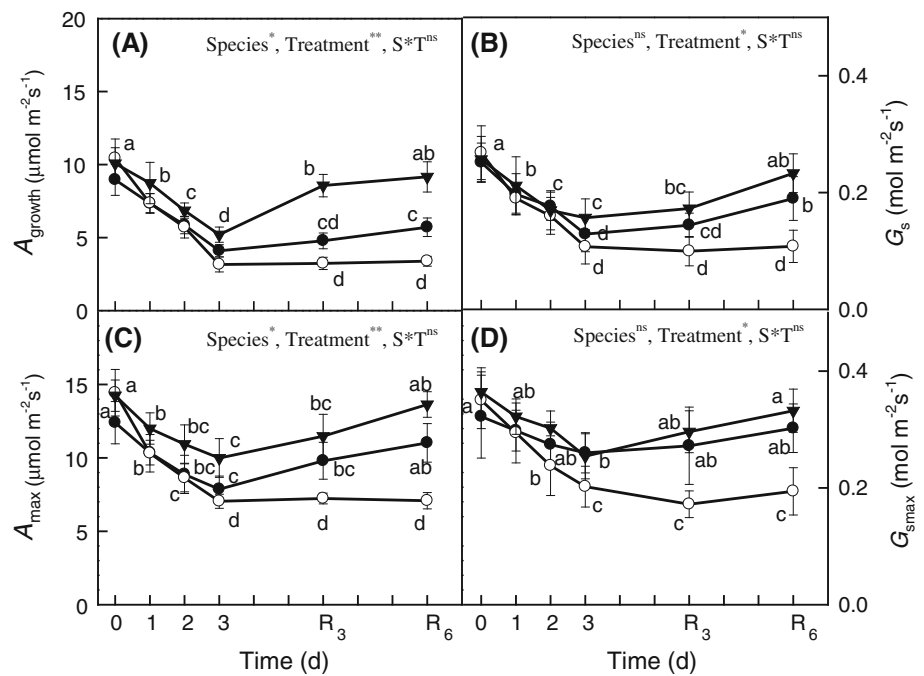 20
(A)
Species*, Treatment**, S*Tns
15
10
5
0
Agrowth (μmol m-2s-1)
a
b
c
d
b
ab
cd
c
d
d
(B)
Speciesns, Treatment*, S*Tns
0.4
0.2
0.0
Gs (mol m-2s-1)
a
b
c
c
bc
ab
d
cd
b
d
d
d
(C)
Species*, Treatment**, S*Tns
15
10
5
0
Amax (μmol m-2s-1)
a
a
b
bc
c
bc
ab
b
bc
c
bc
ab
c
d
d
d
(D)
Speciesns, Treatment*, S*Tns
0.4
0.2
0.0
Gsmax (mol m-2s-1)
a
ab
ab
a
ab
b
ab
ab
b
c
c
c
0 1 2 3 R3 R6
Time (d)
0 1 2 3 R3 R6
Time (d)